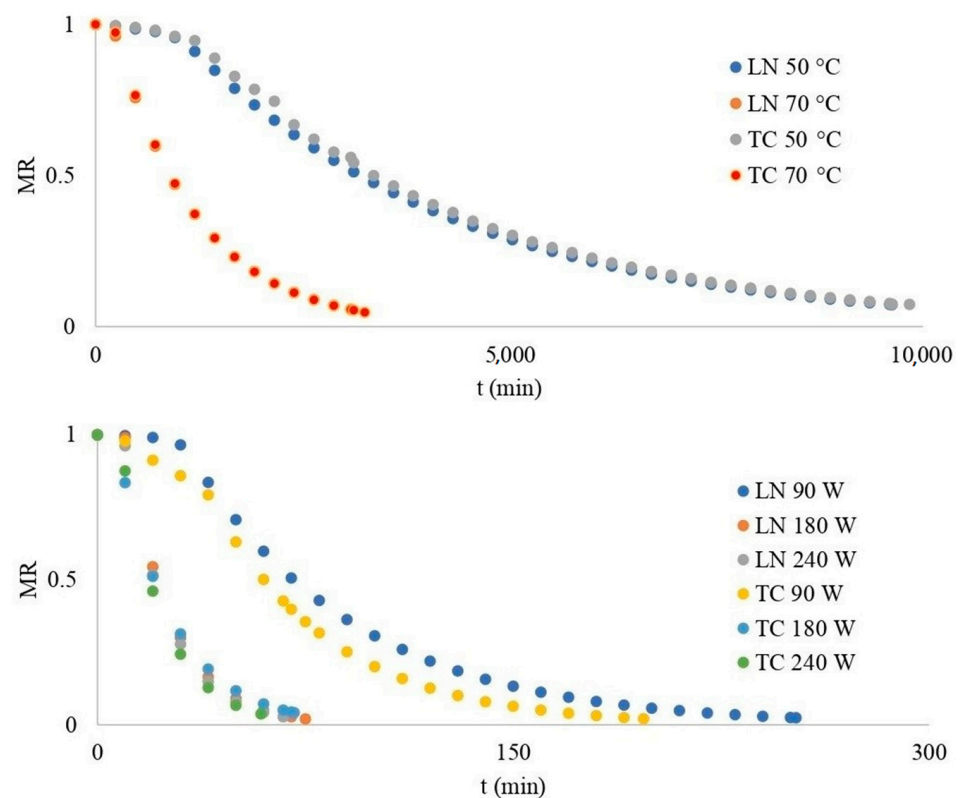 1
LN 50 °C
LN 70 °C
MR
0.5
TC 50 °C
TC 70 °C
0
0
5,000
10,000
t (min)
1
LN 90 W
LN 180 W
LN 240 W
MR
0.5
TC 90 W
TC 180 W
TC 240 W
0
0
150
300
t (min)